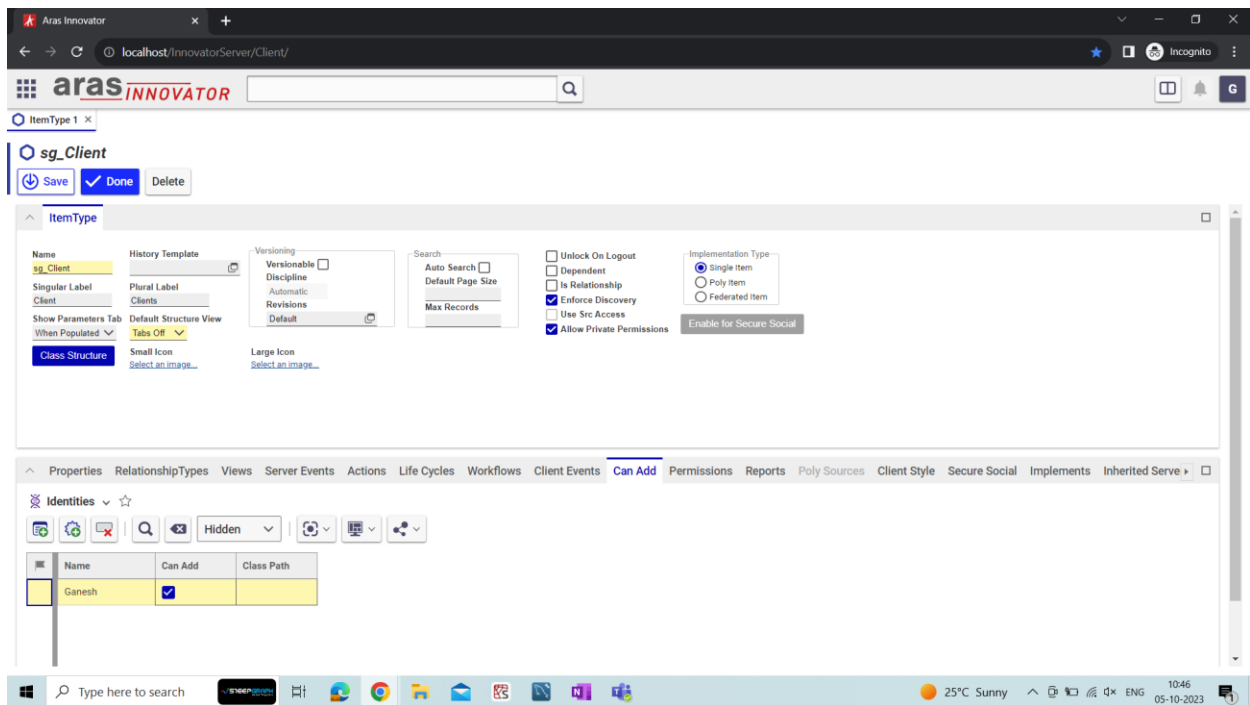 Aras Innovator
localhost/InnovatorServer/Client/
Incognito
aras INNOVATOR
G
ItemType 1
sg_Client
Save Done Delete
ItemType
Name
sg_Client
Singular Label
Client
Show Parameters Tab
When Populated
Class Structure
History Template
Plural Label
Clients
Default Structure View
Tabs Off
Small Icon
Select an image...
Versioning
Versionable
Discipline
Automatic
Revisions
Default
Large Icon
Select an image...
Search
Auto Search
Default Page Size
Max Records
Unlock On Logout
Dependent
Is Relationship
Enforce Discovery
Use Src Access
Allow Private Permissions
Implementation Type
Single Item
Poly Item
Federated Item
Enable for Secure Social
Properties RelationshipTypes Views Server Events Actions Life Cycles Workflows Client Events Can Add Permissions Reports Poly Sources Client Style Secure Social Implements Inherited Serve
Identities
Hidden
Name Can Add Class Path
Ganesh
Type here to search
STEEPGRAPH
25°C Sunny
ENG
10:46
05-10-2023
1